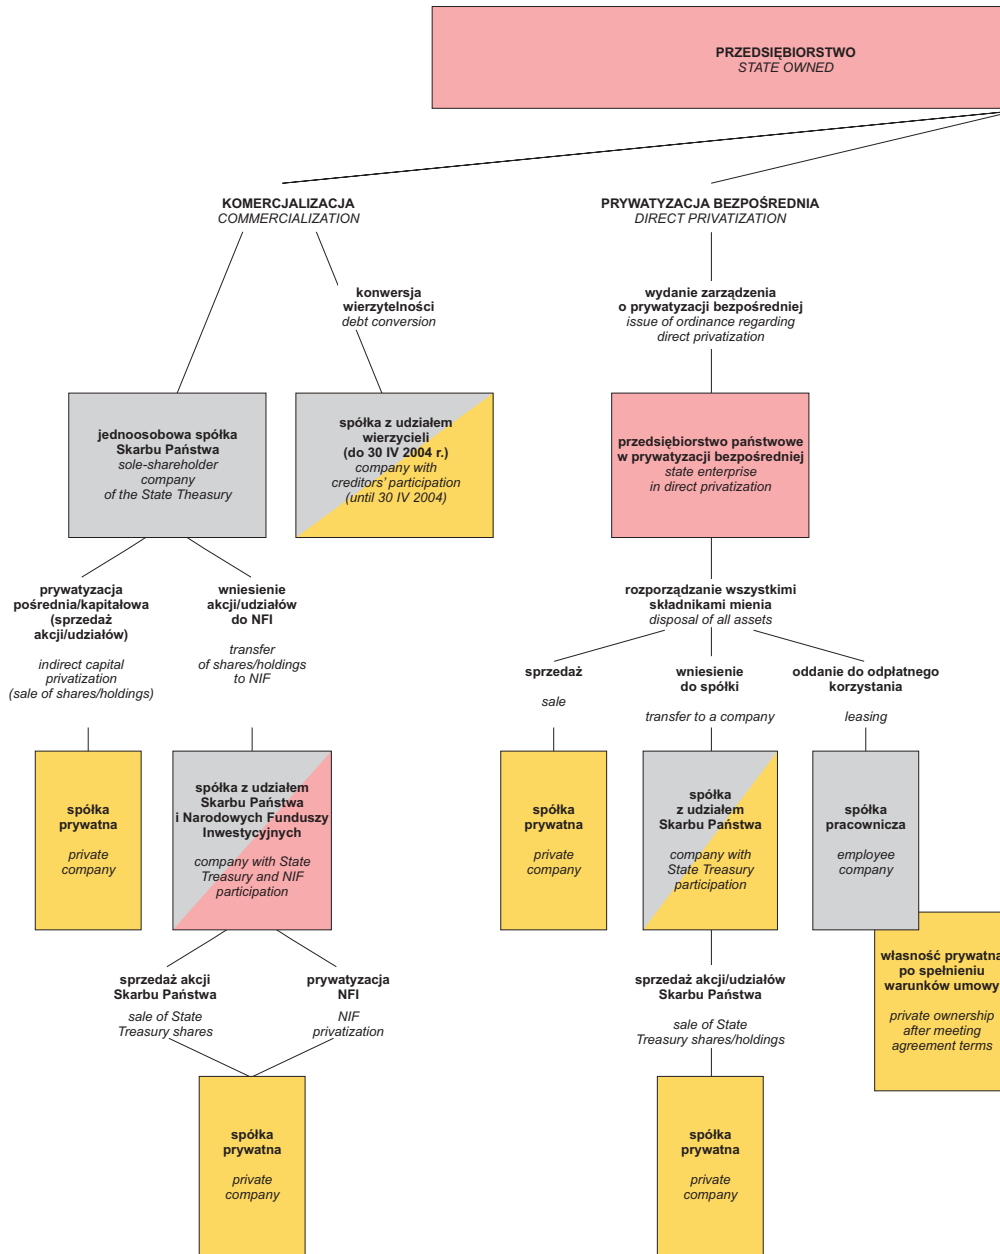 PRZEDSIĘBIORSTWO
STATE OWNED
KOMERCJALIZACJA
COMMERCIALIZATION
PRYWATYZACJA BEZPOŚREDNIA
DIRECT PRIVATIZATION
konwersja
wierzytelności
debt conversion
wydanie zarządzenia
o prywatyzacji bezpośredniej
issue of ordinance regarding
direct privatization
jednoosobowa spółka
Skarbu Państwa
sole-shareholder
company
of the State Treasury
spółka z udziałem
wierzycieli
(do 30 IV 2004 r.)
company with
creditors' participation
(until 30 IV 2004)
przedsiębiorstwo państwowe
w prywatyzacji bezpośredniej
state enterprise
in direct privatization
prywatyzacja
pośrednia/kapitałowa
(sprzedaż
akcji/udziałów)
indirect capital
privatization
(sale of shares/holdings)
wniesienie
akcji/udziałów
do NFI
transfer
of shares/holdings
to NIF
rozporządzanie wszystkimi
składnikami mienia
disposal of all assets
sprzedaż
sale
wniesienie
do spółki
transfer to a company
oddanie do odpłatnego
korzystania
leasing
spółka
prywatna
private
company
spółka z udziałem
Skarbu Państwa
i Narodowych Funduszy
Inwestycyjnych
company with State
Treasury and NIF
participation
spółka
prywatna
private
company
spółka
z udziałem
Skarbu Państwa
company with
State Treasury
participation
spółka
pracownicza
employee
company
własność prywatna
po spełnieniu
warunków umowy
private ownership
after meeting
agreement terms
sprzedaż akcji
Skarbu Państwa
sale of State
Treasury shares
prywatyzacja
NFI
NIF
privatization
sprzedaż akcji/udziałów
Skarbu Państwa
sale of State
Treasury shares/holdings
spółka
prywatna
private
company
spółka
prywatna
private
company